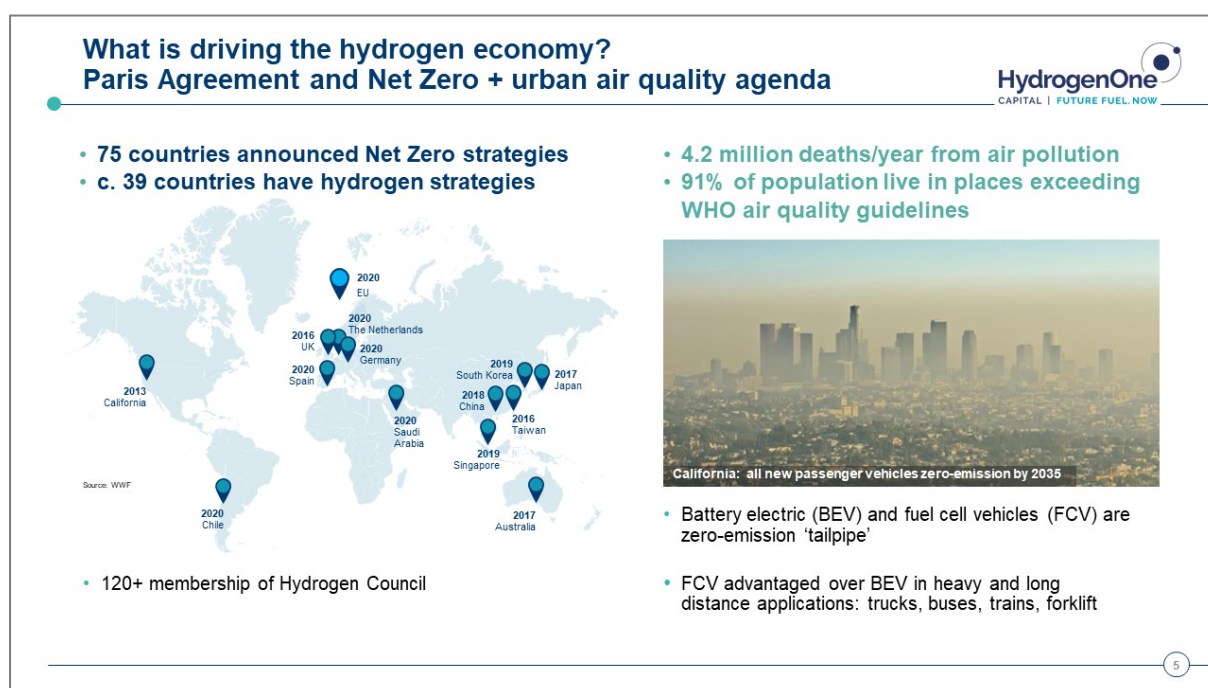 What is driving the hydrogen economy?
Paris Agreement and Net Zero + urban air quality agenda
HydrogenOne
CAPITAL | FUTURE FUEL. NOW
• 75 countries announced Net Zero strategies
• c. 39 countries have hydrogen strategies
2020
EU
2020
The Netherlands
2016
UK
2020
Germany
2020
Spain
2013
California
2020
Saudi
Arabia
2019
South Korea
2017
Japan
2018
China
2016
Taiwan
2019
Singapore
2020
Chile
2017
Australia
Source: WWF
• 120+ membership of Hydrogen Council
• 4.2 million deaths/year from air pollution
• 91% of population live in places exceeding
WHO air quality guidelines
California: all new passenger vehicles zero-emission by 2035
• Battery electric (BEV) and fuel cell vehicles (FCV) are
zero-emission ‘tailpipe’
• FCV advantaged over BEV in heavy and long
distance applications: trucks, buses, trains, forklift
5